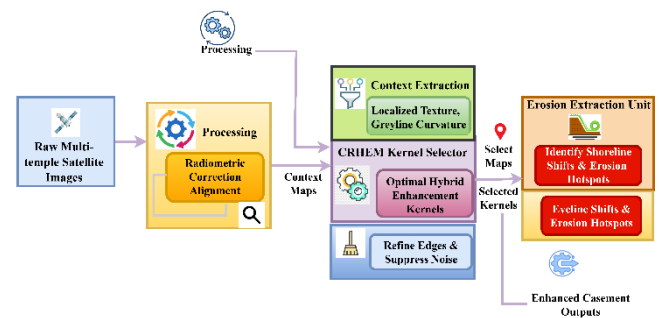 Processing
Raw Multi-
temple Satellite
Images
Processing
Radiometric
Correction
Alignment
Context
Maps
Context Extraction
Localized Texture,
Greyline Curvature
CRHEM Kernel Selector
Optimal Hybrid
Enhancement
Kernels
Refine Edges &
Suppress Noise
Select
Maps
Selected
Kernels
Erosion Extraction Unit
Identify Shoreline
Shifts & Erosion
Hotspots
Eveline Shifts &
Erosion Hotspots
Enhanced Casement
Outputs